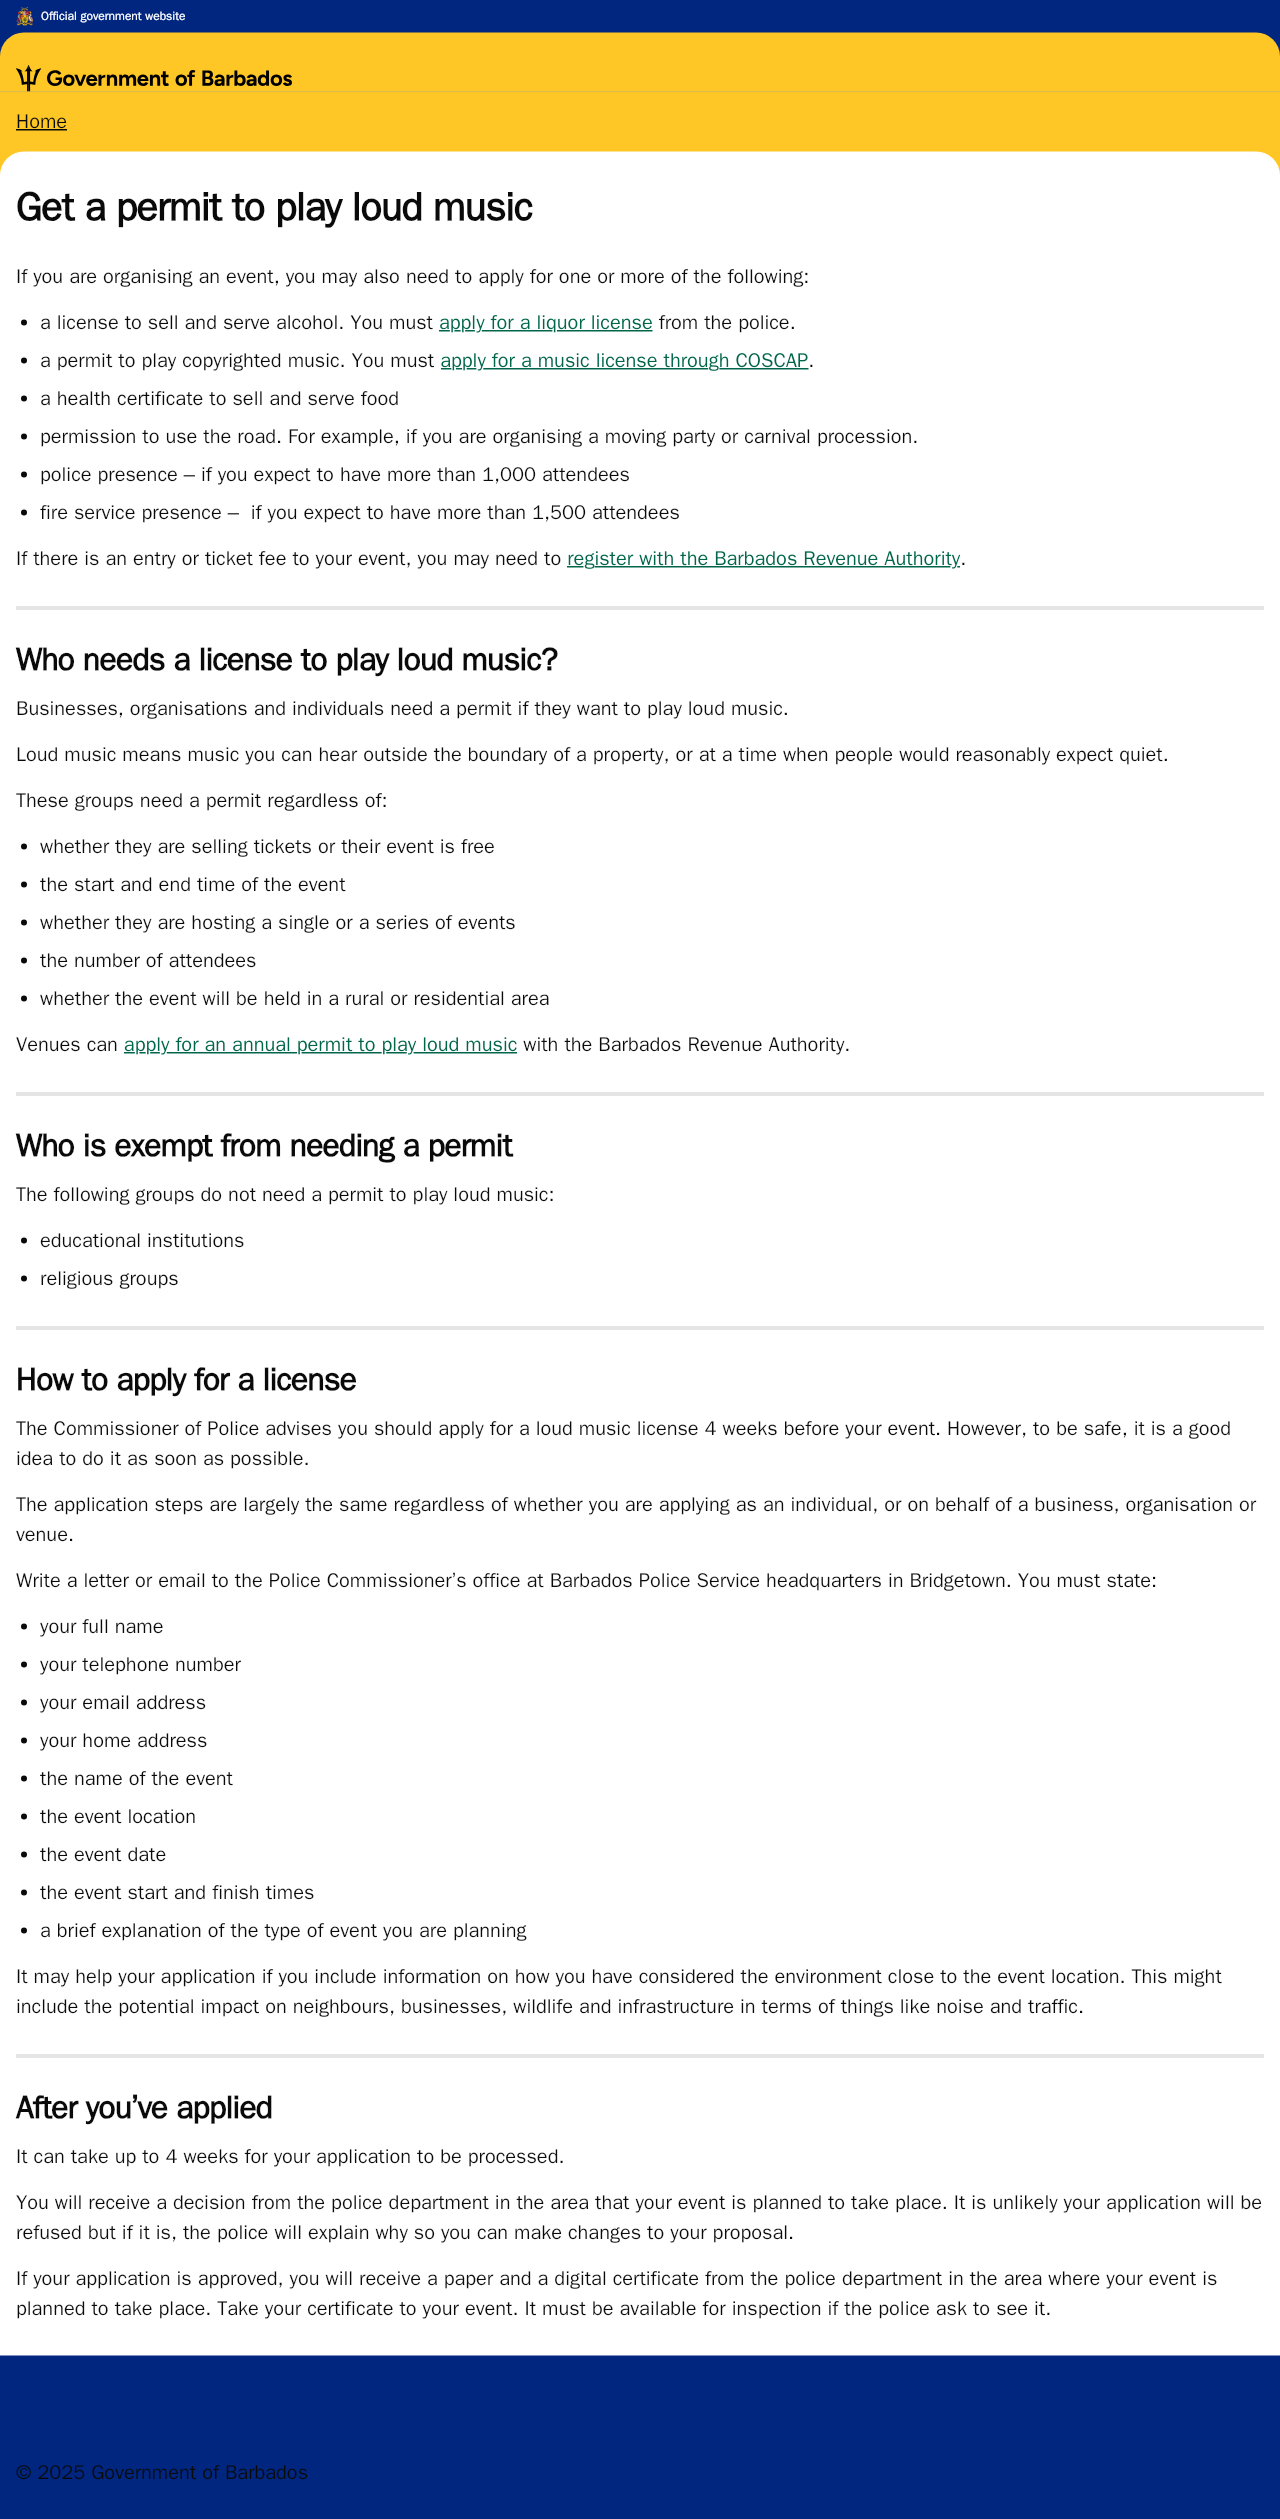 Official government website
Government of Barbados
Home
Get a permit to play loud music
If you are organising an event, you may also need to apply for one or more of the following:
• a license to sell and serve alcohol. You must apply for a liquor license from the police.
• a permit to play copyrighted music. You must apply for a music license through COSCAP.
• a health certificate to sell and serve food
• permission to use the road. For example, if you are organising a moving party or carnival procession.
• police presence – if you expect to have more than 1,000 attendees
• fire service presence –  if you expect to have more than 1,500 attendees
If there is an entry or ticket fee to your event, you may need to register with the Barbados Revenue Authority.
Who needs a license to play loud music?
Businesses, organisations and individuals need a permit if they want to play loud music.
Loud music means music you can hear outside the boundary of a property, or at a time when people would reasonably expect quiet.
These groups need a permit regardless of:
• whether they are selling tickets or their event is free
• the start and end time of the event
• whether they are hosting a single or a series of events
• the number of attendees
• whether the event will be held in a rural or residential area
Venues can apply for an annual permit to play loud music with the Barbados Revenue Authority.
Who is exempt from needing a permit
The following groups do not need a permit to play loud music:
• educational institutions
• religious groups
How to apply for a license
The Commissioner of Police advises you should apply for a loud music license 4 weeks before your event. However, to be safe, it is a good
idea to do it as soon as possible.
The application steps are largely the same regardless of whether you are applying as an individual, or on behalf of a business, organisation or
venue.
Write a letter or email to the Police Commissioner’s office at Barbados Police Service headquarters in Bridgetown. You must state:
• your full name
• your telephone number
• your email address
• your home address
• the name of the event
• the event location
• the event date
• the event start and finish times
• a brief explanation of the type of event you are planning
It may help your application if you include information on how you have considered the environment close to the event location. This might
include the potential impact on neighbours, businesses, wildlife and infrastructure in terms of things like noise and traffic.
After you’ve applied
It can take up to 4 weeks for your application to be processed.
You will receive a decision from the police department in the area that your event is planned to take place. It is unlikely your application will be
refused but if it is, the police will explain why so you can make changes to your proposal.
If your application is approved, you will receive a paper and a digital certificate from the police department in the area where your event is
planned to take place. Take your certificate to your event. It must be available for inspection if the police ask to see it.
© 2025 Government of Barbados